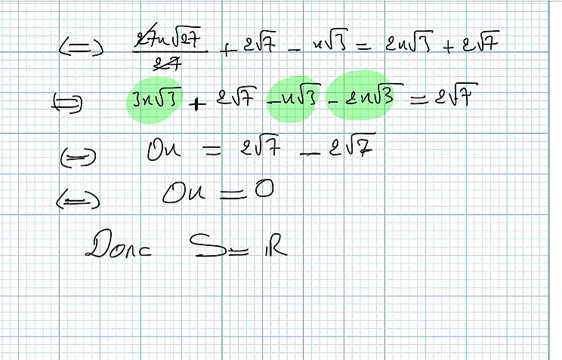 (=) 27x√27/27 + 2√7 - x√3 = 2x√3 + 2√7
(=) 3x√3 + 2√7 - x√3 - 2x√3 = 2√7
(=) 0x = 2√7 - 2√7
(=) 0x = 0
Donc S = ℝ